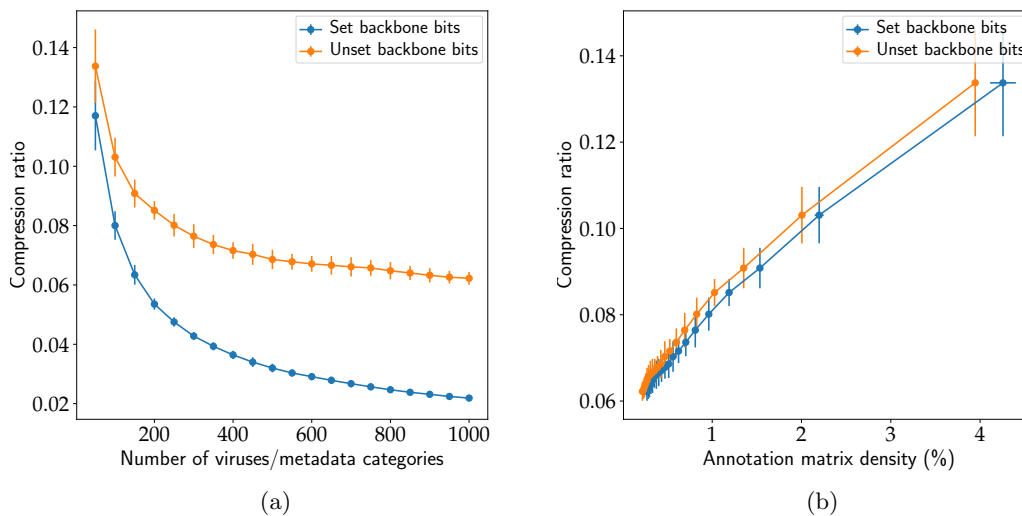 Set backbone bits
Unset backbone bits
0.14
0.12
0.10
0.08
0.06
0.04
0.02
Compression ratio
200
400
600
800
1000
Number of viruses/metadata categories
(a)
Set backbone bits
Unset backbone bits
0.14
0.12
0.10
0.08
0.06
Compression ratio
1
2
3
4
Annotation matrix density (%)
(b)